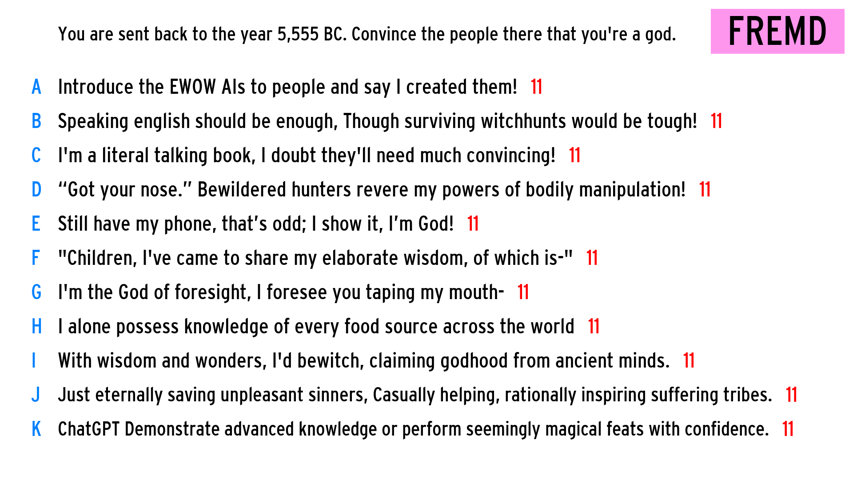 You are sent back to the year 5,555 BC. Convince the people there that you're a god.
FREMD
A Introduce the EWOW AIs to people and say I created them! 11
B Speaking english should be enough, Though surviving witchhunts would be tough! 11
C I'm a literal talking book, I doubt they'll need much convincing! 11
D “Got your nose.” Bewildered hunters revere my powers of bodily manipulation! 11
E Still have my phone, that’s odd; I show it, I’m God! 11
F "Children, I've came to share my elaborate wisdom, of which is-" 11
G I'm the God of foresight, I foresee you taping my mouth- 11
H I alone possess knowledge of every food source across the world 11
I With wisdom and wonders, I'd bewitch, claiming godhood from ancient minds. 11
J Just eternally saving unpleasant sinners, Casually helping, rationally inspiring suffering tribes. 11
K ChatGPT Demonstrate advanced knowledge or perform seemingly magical feats with confidence. 11